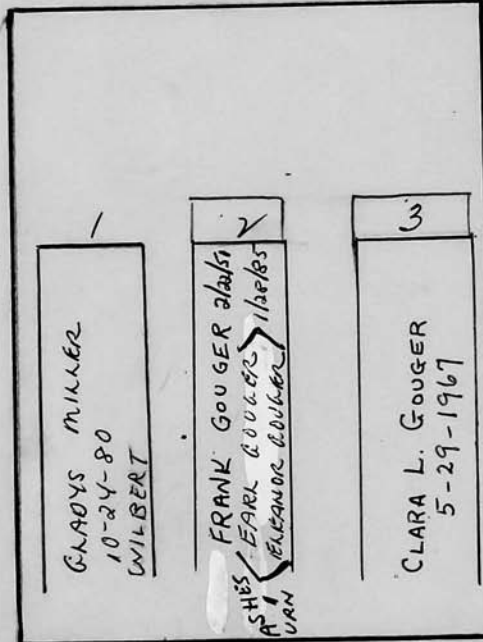 1
GLADYS MILLER
10-24-80
WILBERT
2
FRANK GOUGER 2/22/51
ASHES
1 URN
EARL GOUGER
ELEANOR GOUGER
1/28/85
3
CLARA L. GOUGER
5-29-1967